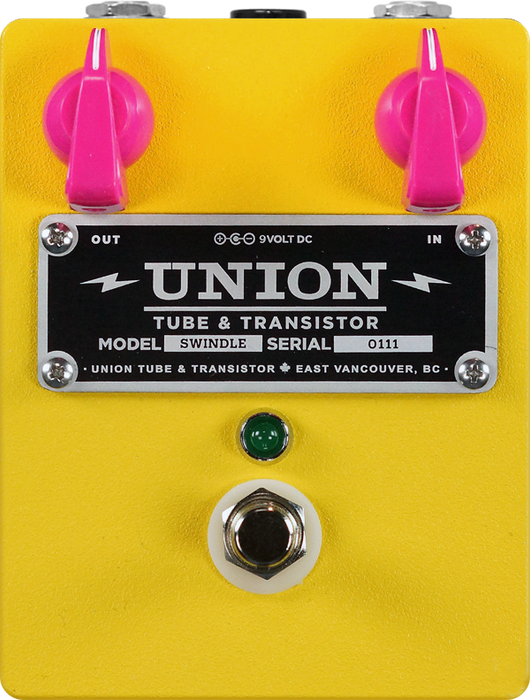 OUT 9VOLT DC IN
UNION
TUBE & TRANSISTOR
MODEL SWINDLE SERIAL 0111
· UNION TUBE & TRANSISTOR EAST VANCOUVER, BC ·